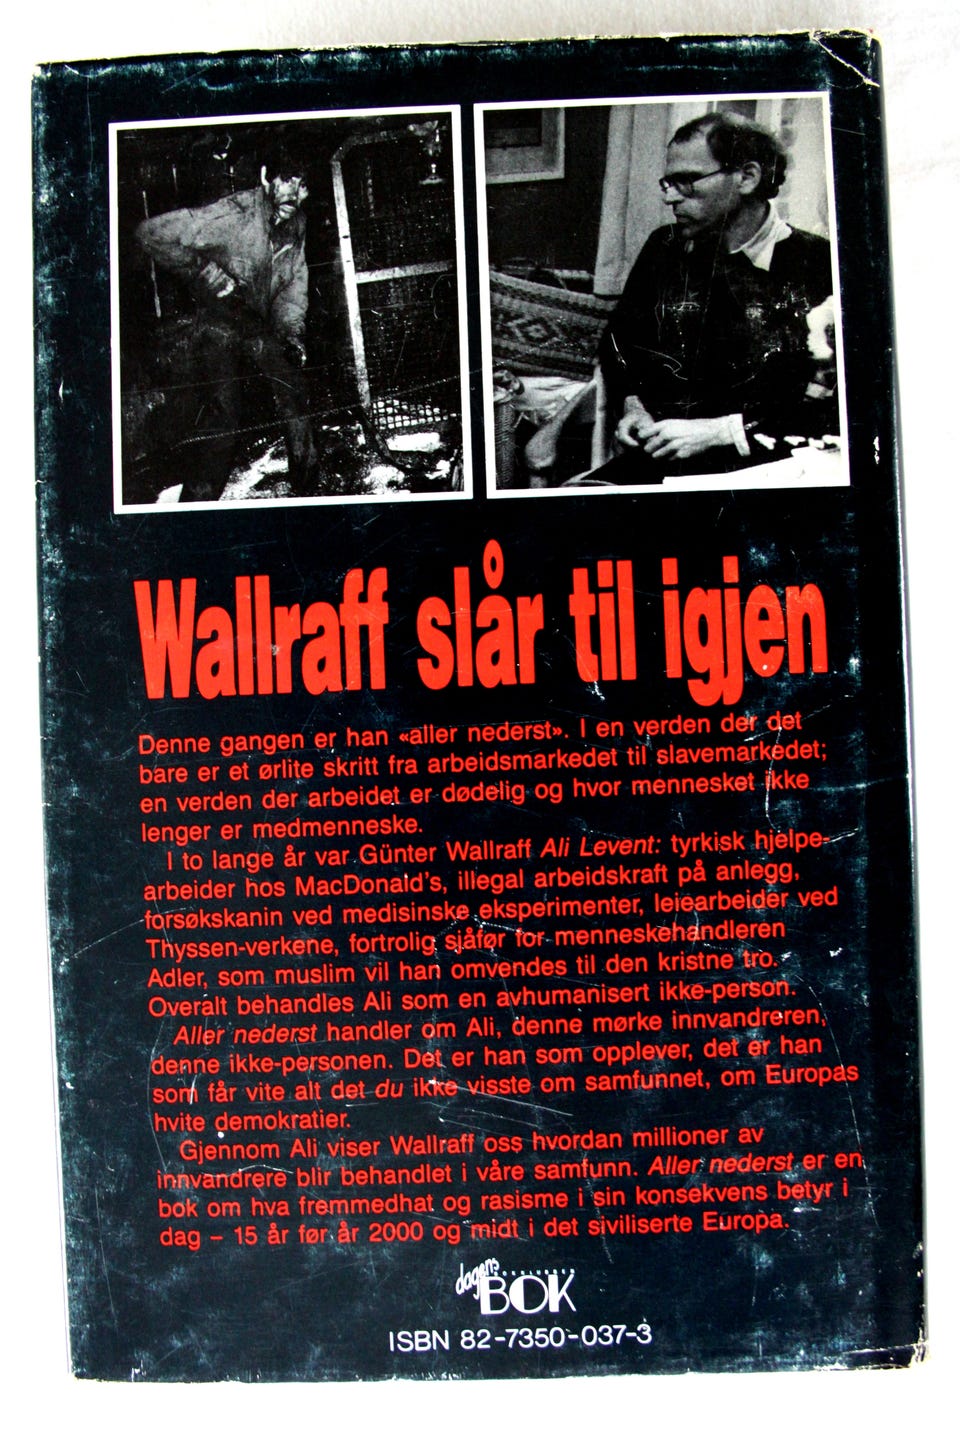 Wallraff slår til igjen
Denne gangen er han «aller nederst». I en verden der det
bare er et ørlite skritt fra arbeidsmarkedet til slavemarkedet;
en verden der arbeidet er dødelig og hvor mennesket ikke
lenger er medmenneske.
I to lange år var Günter Wallraff Ali Levent: tyrkisk hjelpe-
arbeider hos MacDonald's, illegal arbeidskraft på anlegg,
forsøkskanin ved medisinske eksperimenter, leiearbeider ved
Thyssen-verkene, fortrolig sjåfør for menneskehandleren
Adler, som muslim vil han omvendes til den kristne tro.
Overalt behandles Ali som en avhumanisert ikke-person.
Aller nederst handler om Ali, denne mørke innvandreren,
denne ikke-personen. Det er han som opplever, det er han
som får vite alt det du ikke visste om samfunnet, om Europas
hvite demokratier.
Gjennom Ali viser Wallraff oss hvordan millioner av
innvandrere blir behandlet i våre samfunn. Aller nederst er en
bok om hva fremmedhat og rasisme i sin konsekvens betyr i
dag – 15 år før år 2000 og midt i det siviliserte Europa.
dagens
BOKKLUBBEN
BOK
ISBN 82-7350-037-3